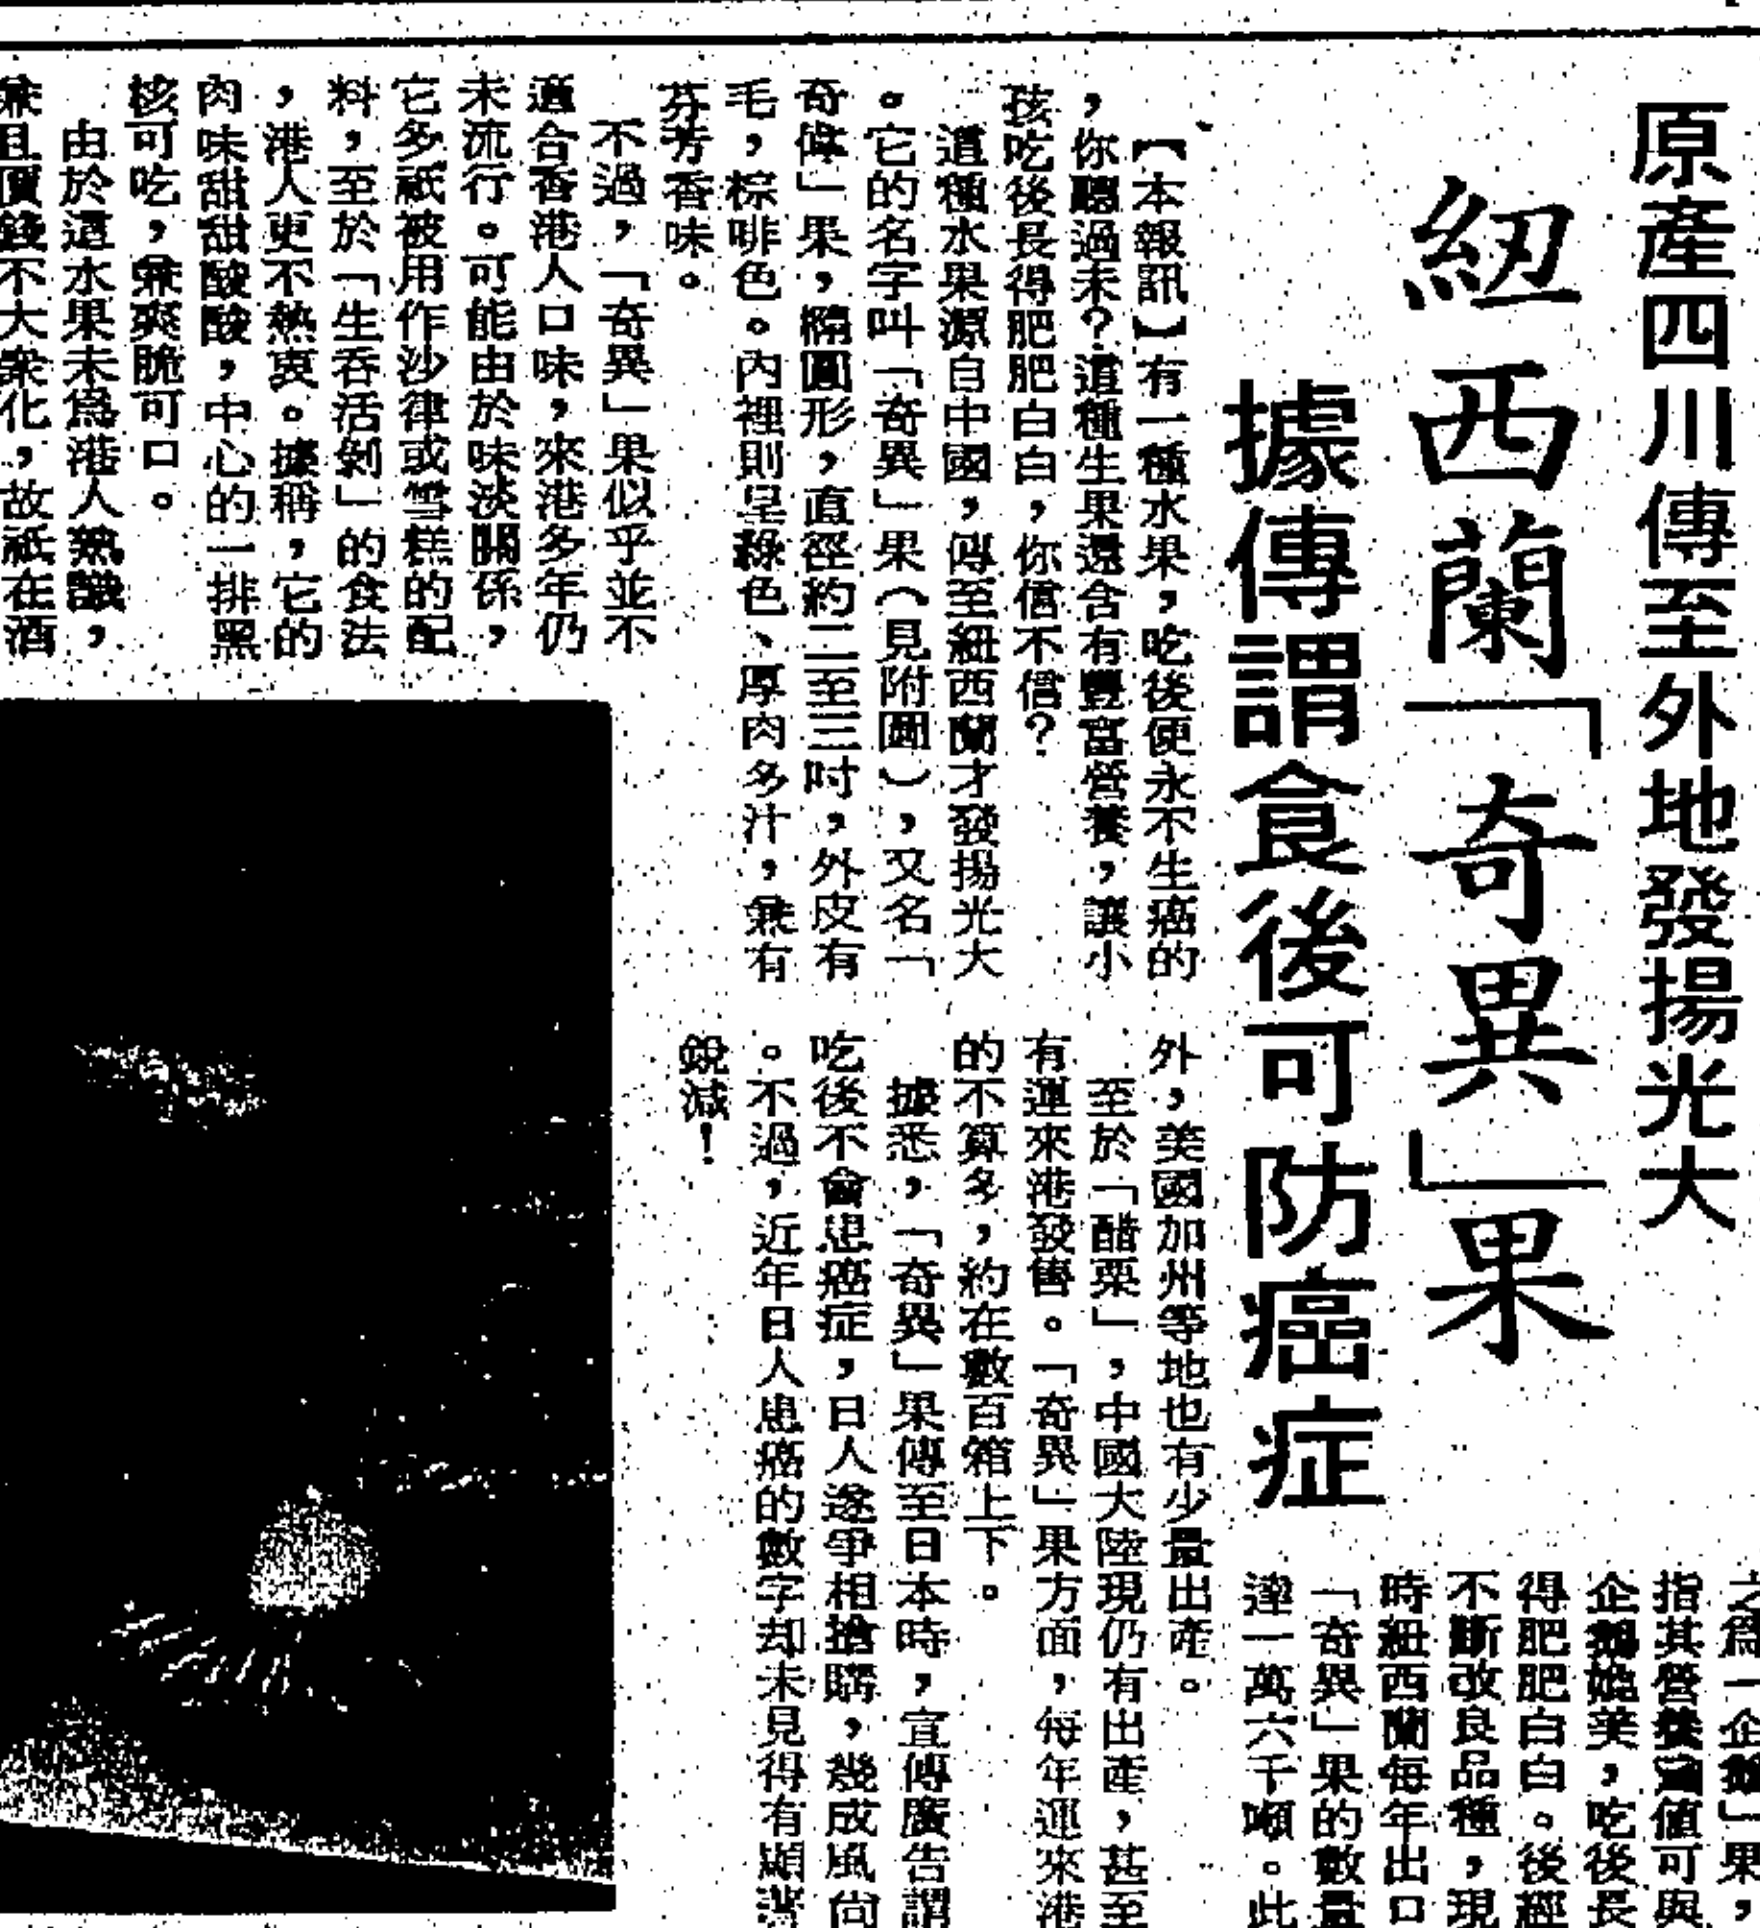 原產四川傳至外地發揚光大
紐西蘭「奇異」果
據傳謂食後可防癌症
【本報訊】有一種水果，吃後便永不生癌的
，你聽過未？這種生果還含有豐富營養，讓小
孩吃後長得肥肥白白，你信不信？
這種水果源自中國，傳至紐西蘭才發揚光大
。它的名字叫「奇異」果（見附圖），又名「
奇偉」果，橢圓形，直徑約二至三吋，外皮有
毛，棕啡色。內裡則呈綠色、厚肉多汁，兼有
芬芳香味。
不過，「奇異」果似乎並不
適合香港人口味，來港多年仍
未流行。可能由於味淡關係，
它多祇被用作沙律或雪糕的配
料，至於「生吞活剝」的食法
，港人更不熱衷。據稱，它的
肉味甜甜酸酸，中心的一排黑
核可吃，兼爽脆可口。
由於這水果未為港人熟識，
兼且價錢不大眾化，故祇在酒
之為「企鵝」果，
指其營養價值可與
企鵝媲美，吃後長
得肥肥白白。後經
不斷改良品種，現
時紐西蘭每年出口
「奇異」果的數量
達一萬六千噸。此
外，美國加州等地也有少量出產。
至於「醋栗」，中國大陸現仍有出產，甚至
有運來港發售。「奇異」果方面，每年運來港
的不算多，約在數百箱上下。
據悉，「奇異」果傳至日本時，宣傳廣告謂
吃後不會患癌症，日人遂爭相搶購，幾成風尚
。不過，近年日人患癌的數字却未見得有顯著
銳減！